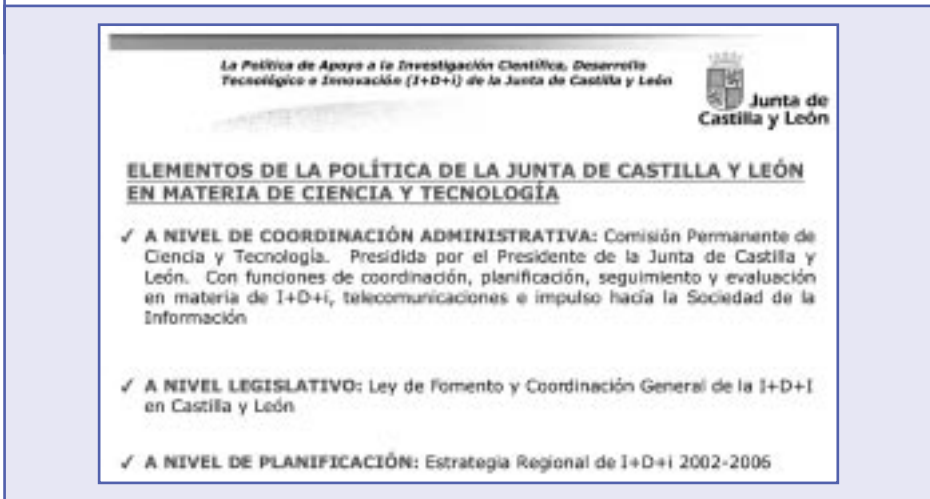 La Política de Apoyo a la Investigación Científica, Desarrollo
Tecnológico e Innovación (I+D+i) de la Junta de Castilla y León
Junta de
Castilla y León
ELEMENTOS DE LA POLÍTICA DE LA JUNTA DE CASTILLA Y LEÓN
EN MATERIA DE CIENCIA Y TECNOLOGÍA
✓ A NIVEL DE COORDINACIÓN ADMINISTRATIVA: Comisión Permanente de
Ciencia y Tecnología. Presidida por el Presidente de la Junta de Castilla y
León. Con funciones de coordinación, planificación, seguimiento y evaluación
en materia de I+D+i, telecomunicaciones e impulso hacía la Sociedad de la
Información
✓ A NIVEL LEGISLATIVO: Ley de Fomento y Coordinación General de la I+D+I
en Castilla y León
✓ A NIVEL DE PLANIFICACIÓN: Estrategia Regional de I+D+i 2002-2006